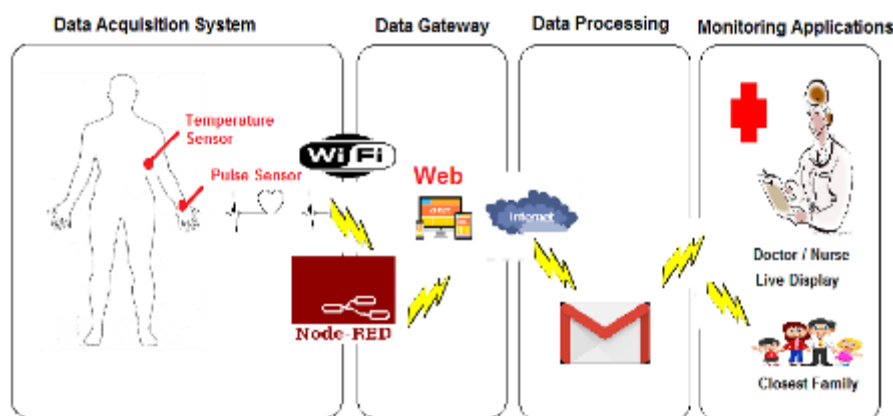 Data Acquisition System
Data Gateway
Data Processing
Monitoring Applications
Temperature
Sensor
Pulse Sensor
WiFi
Web
Internet
Node-RED
Doctor / Nurse
Live Display
Closest Family